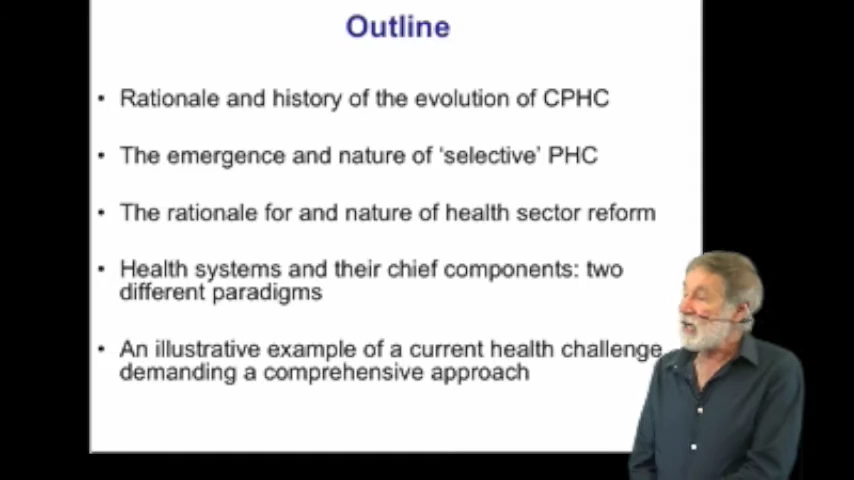 Outline
• Rationale and history of the evolution of CPHC
• The emergence and nature of ‘selective’ PHC
• The rationale for and nature of health sector reform
• Health systems and their chief components: two
different paradigms
• An illustrative example of a current health challenge
demanding a comprehensive approach